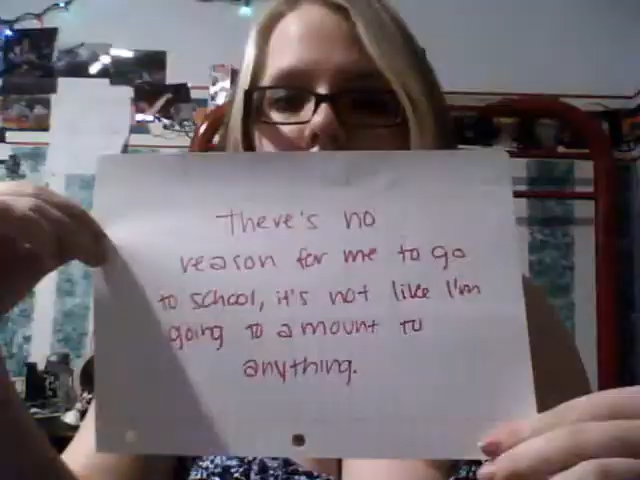 There's no
reason for me to go
to school, it's not like I'm
going to amount to
anything.